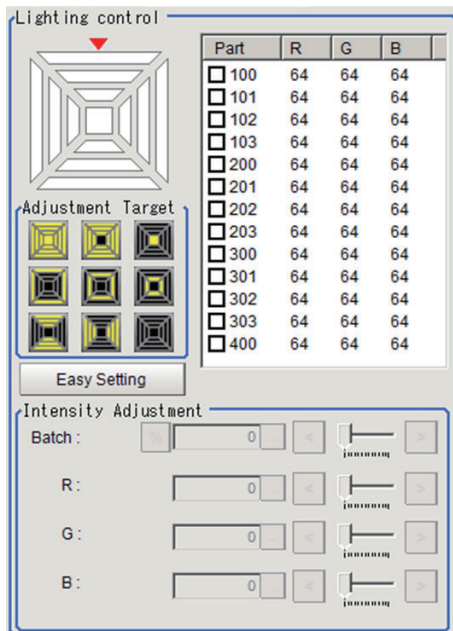 Lighting control
Part R G B
100 64 64 64
101 64 64 64
102 64 64 64
103 64 64 64
200 64 64 64
201 64 64 64
202 64 64 64
203 64 64 64
300 64 64 64
301 64 64 64
302 64 64 64
303 64 64 64
400 64 64 64
Adjustment Target
Easy Setting
Intensity Adjustment
Batch : % 0 .. < >
R : 0 .. < >
G : 0 .. < >
B : 0 .. < >